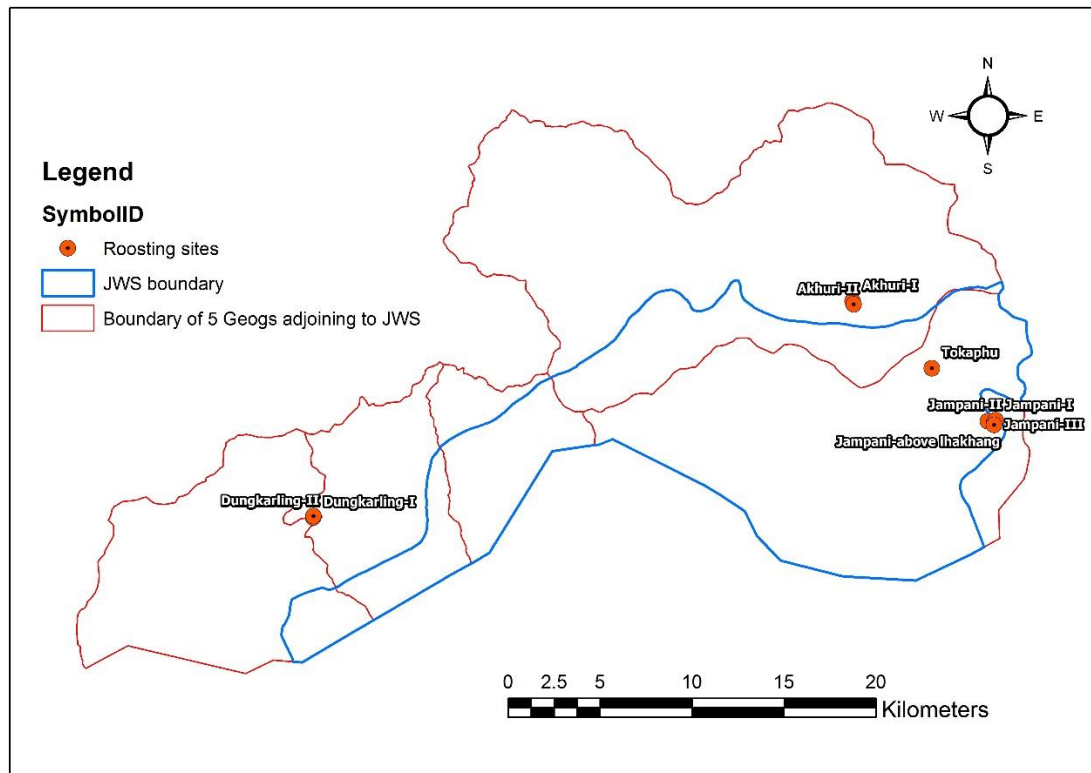 N
W E
S
Legend
SymbolID
Roosting sites
JWS boundary
Boundary of 5 Geogs adjoining to JWS
Akhuri-II Akhuri-I
Tokaphu
Jampani-II Jampani-I
Jampani-III
Jampani-above lhakhang
Dungkarling-II Dungkarling-I
0 2.5 5 10 15 20
Kilometers